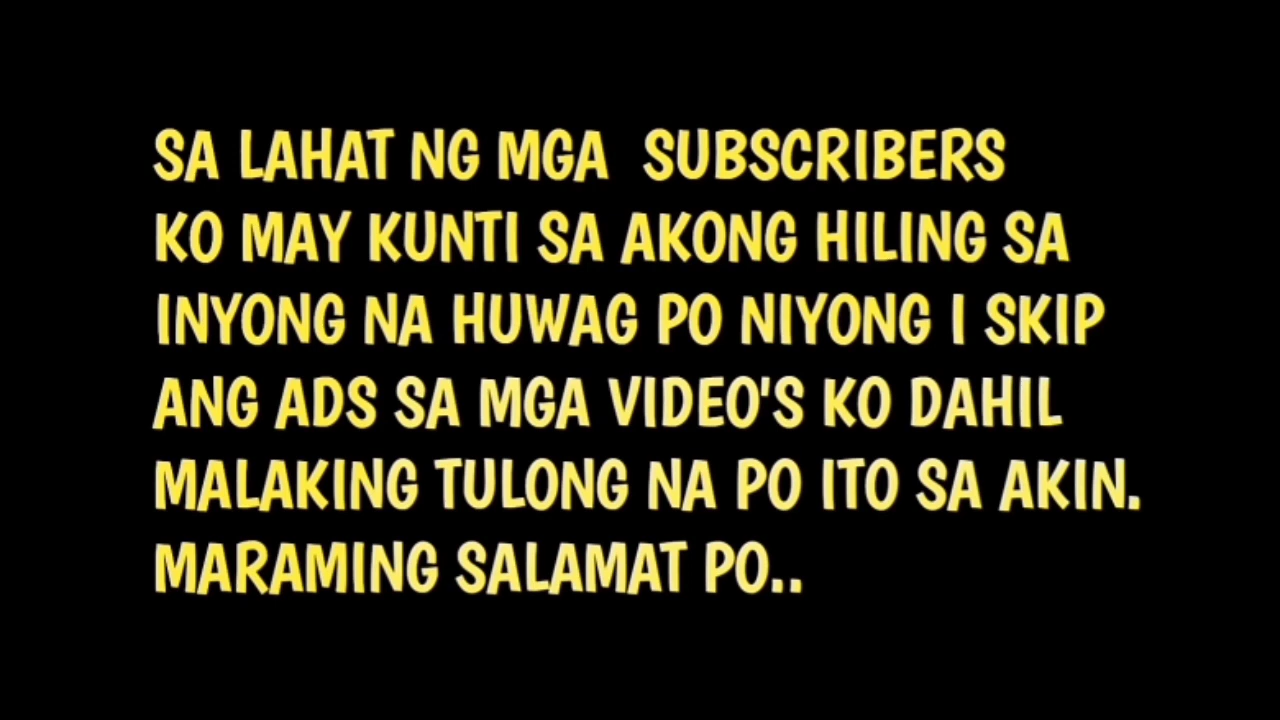 SA LAHAT NG MGA SUBSCRIBERS
KO MAY KUNTI SA AKONG HILING SA
INYONG NA HUWAG PO NIYONG I SKIP
ANG ADS SA MGA VIDEO'S KO DAHIL
MALAKING TULONG NA PO ITO SA AKIN.
MARAMING SALAMAT PO..